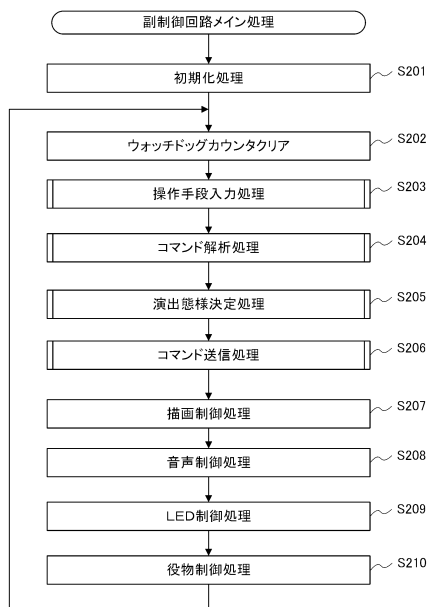 副制御回路メイン処理
初期化処理 S201
ウォッチドッグカウンタクリア S202
操作手段入力処理 S203
コマンド解析処理 S204
演出態様決定処理 S205
コマンド送信処理 S206
描画制御処理 S207
音声制御処理 S208
LED制御処理 S209
役物制御処理 S210